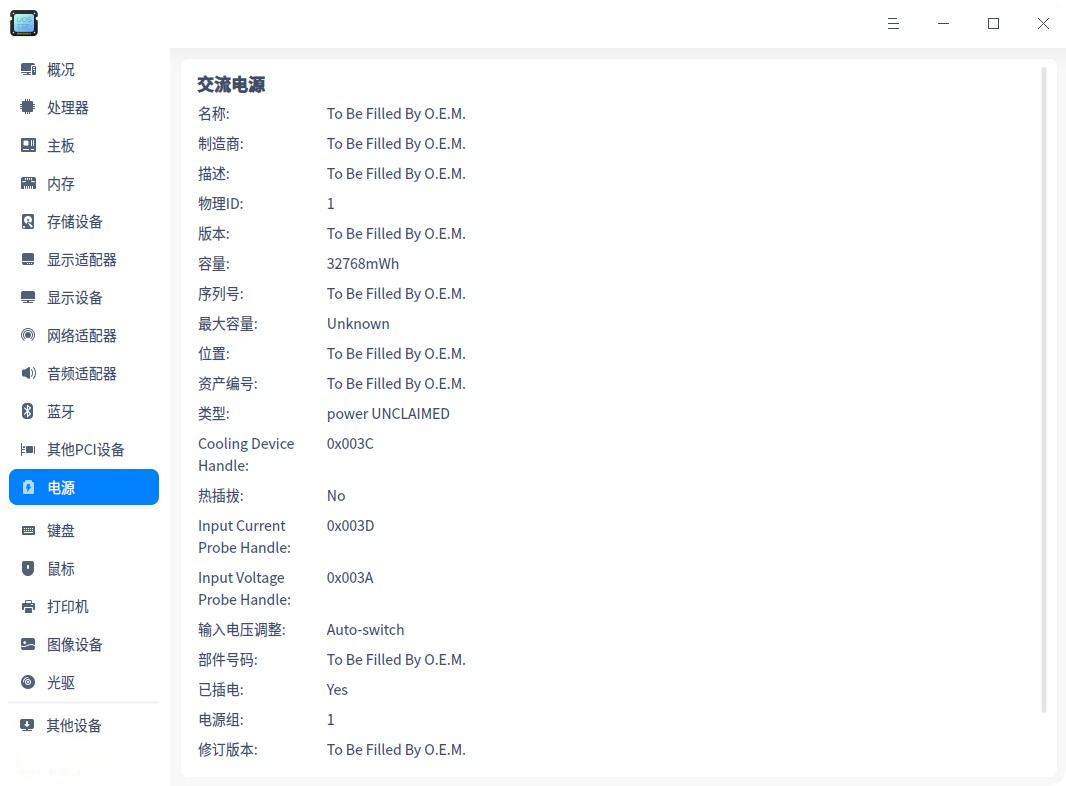 概况
处理器
主板
内存
存储设备
显示适配器
显示设备
网络适配器
音频适配器
蓝牙
其他PCI设备
电源
键盘
鼠标
打印机
图像设备
光驱
其他设备
交流电源
名称: To Be Filled By O.E.M.
制造商: To Be Filled By O.E.M.
描述: To Be Filled By O.E.M.
物理ID: 1
版本: To Be Filled By O.E.M.
容量: 32768mWh
序列号: To Be Filled By O.E.M.
最大容量: Unknown
位置: To Be Filled By O.E.M.
资产编号: To Be Filled By O.E.M.
类型: power UNCLAIMED
Cooling Device 0x003C
Handle:
热插拔: No
Input Current 0x003D
Probe Handle:
Input Voltage 0x003A
Probe Handle:
输入电压调整: Auto-switch
部件号码: To Be Filled By O.E.M.
已插电: Yes
电源组: 1
修订版本: To Be Filled By O.E.M.